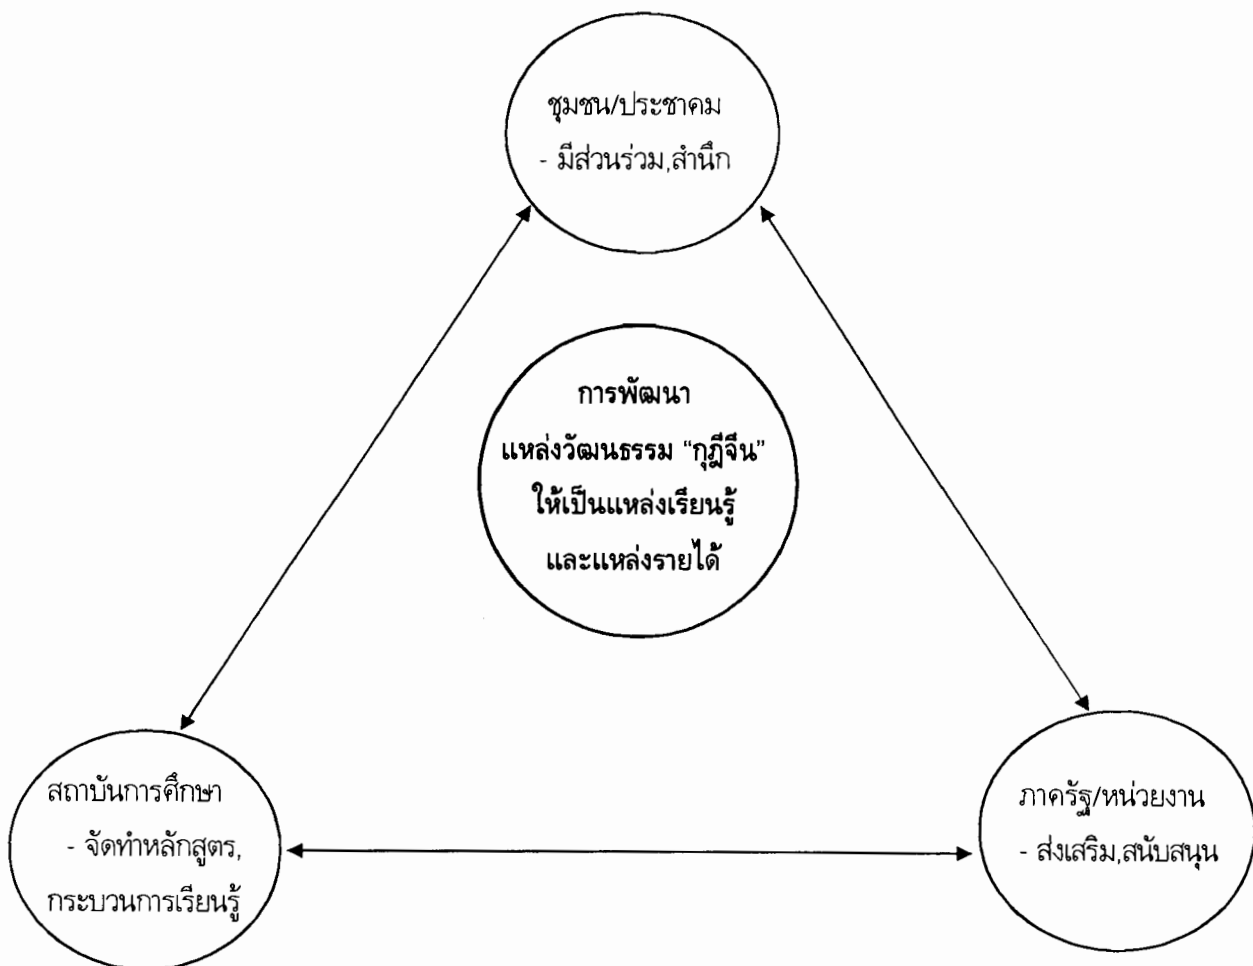 ชุมชน/ประชาคม
- มีส่วนร่วม,สำนึก
การพัฒนา
แหล่งวัฒนธรรม “กุฎีจีน”
ให้เป็นแหล่งเรียนรู้
และแหล่งรายได้
สถาบันการศึกษา
- จัดทำหลักสูตร,
กระบวนการเรียนรู้
ภาครัฐ/หน่วยงาน
- ส่งเสริม,สนับสนุน